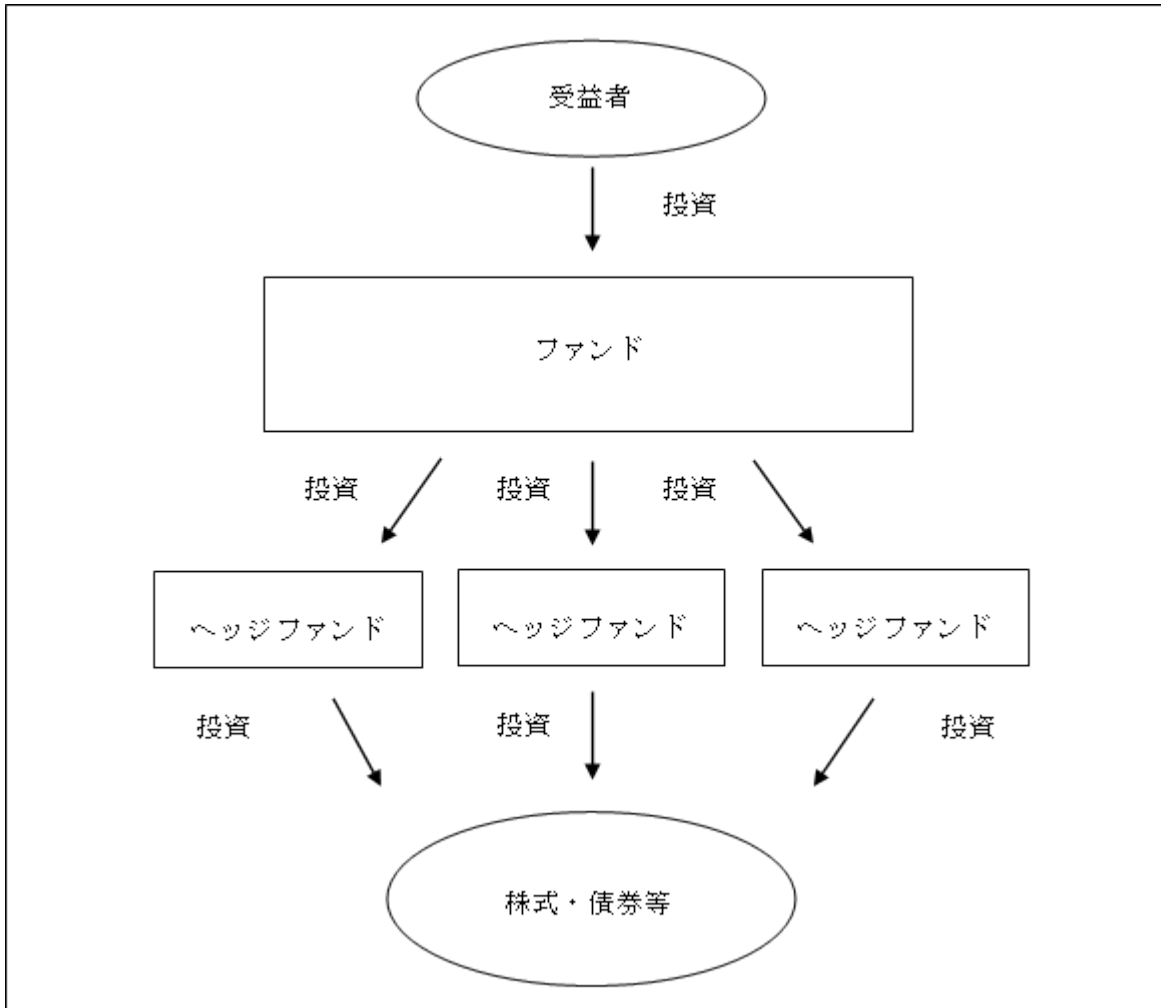 受益者
投資
ファンド
投資 投資 投資
ヘッジファンド ヘッジファンド ヘッジファンド
投資 投資 投資
株式・債券等